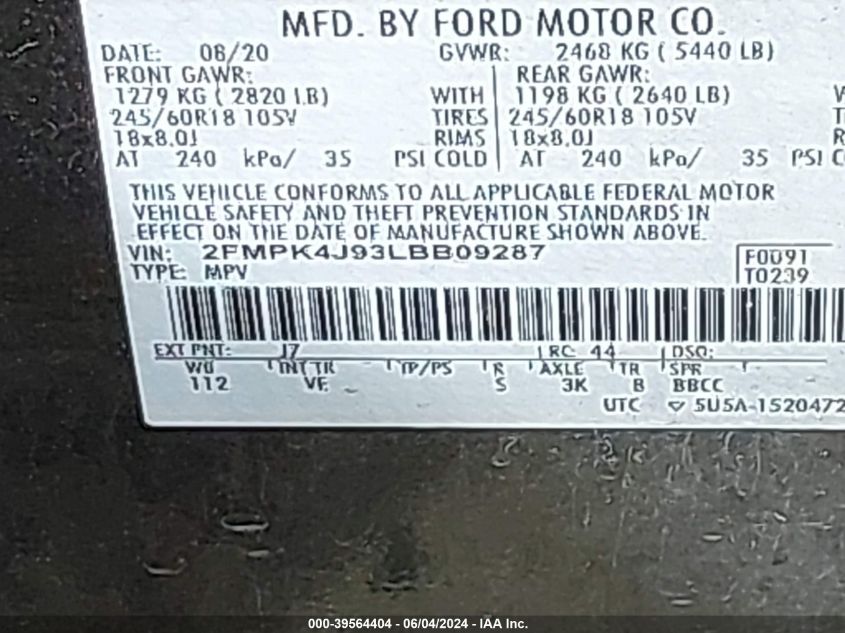 MFD. BY FORD MOTOR CO.
DATE: 08/20 GVWR: 2468 KG ( 5440 LB)
FRONT GAWR: REAR GAWR:
1279 KG ( 2820 LB) WITH 1198 KG ( 2640 LB) W
245/60R18 105V TIRES 245/60R18 105V T
18x8.0J RIMS 18x8.0J R
AT 240 kPa/ 35 PSI COLD AT 240 kPa/ 35 PSI C
THIS VEHICLE CONFORMS TO ALL APPLICABLE FEDERAL MOTOR
VEHICLE SAFETY AND THEFT PREVENTION STANDARDS IN
EFFECT ON THE DATE OF MANUFACTURE SHOWN ABOVE.
VIN: 2FMPK4J93LBB09287 F0091
TYPE: MPV T0239
EXT PNT: J7 RC: 44 DSO:
WB INT TR TP/PS R AXLE TR SPR
112 VF S 3K B BBCC
UTC 5U5A-1520472
000-39564404 - 06/04/2024 - IAA Inc.